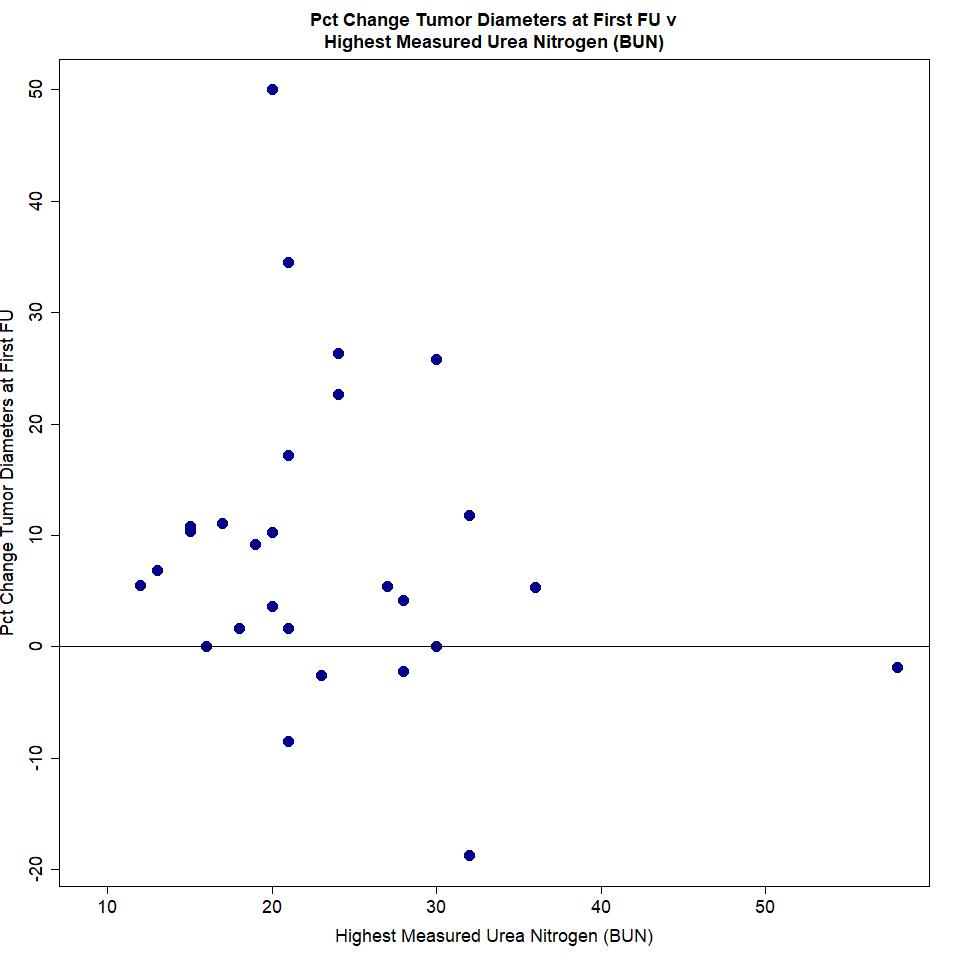 Pct Change Tumor Diameters at First FU v
Highest Measured Urea Nitrogen (BUN)
Pct Change Tumor Diameters at First FU
50
40
30
20
10
0
-10
-20
10 20 30 40 50
Highest Measured Urea Nitrogen (BUN)